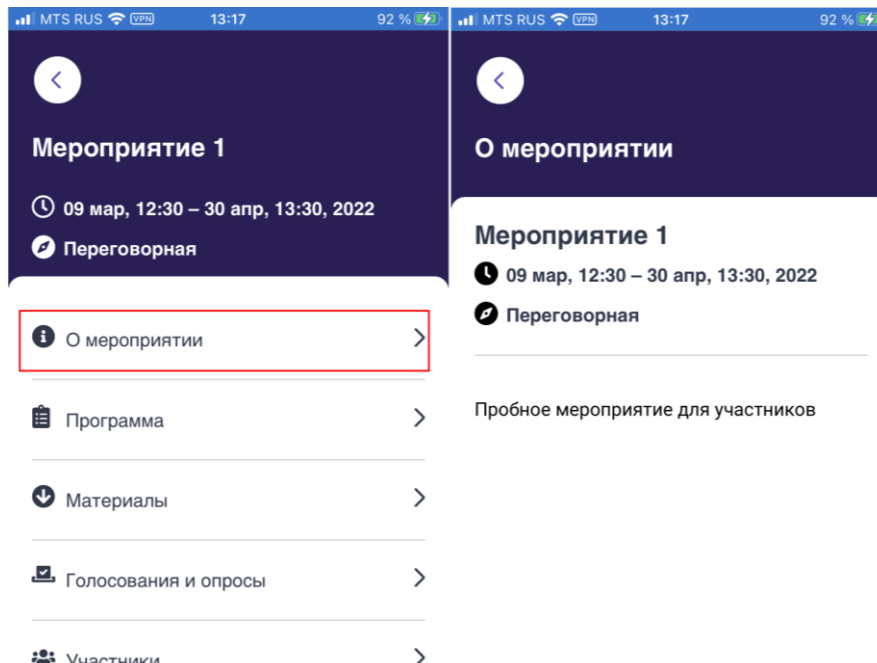 MTS RUS VPN 13:17 92 %
Мероприятие 1
09 мар, 12:30 – 30 апр, 13:30, 2022
Переговорная
О мероприятии
Программа
Материалы
Голосования и опросы
Участники
MTS RUS VPN 13:17 92 %
О мероприятии
Мероприятие 1
09 мар, 12:30 – 30 апр, 13:30, 2022
Переговорная
Пробное мероприятие для участников